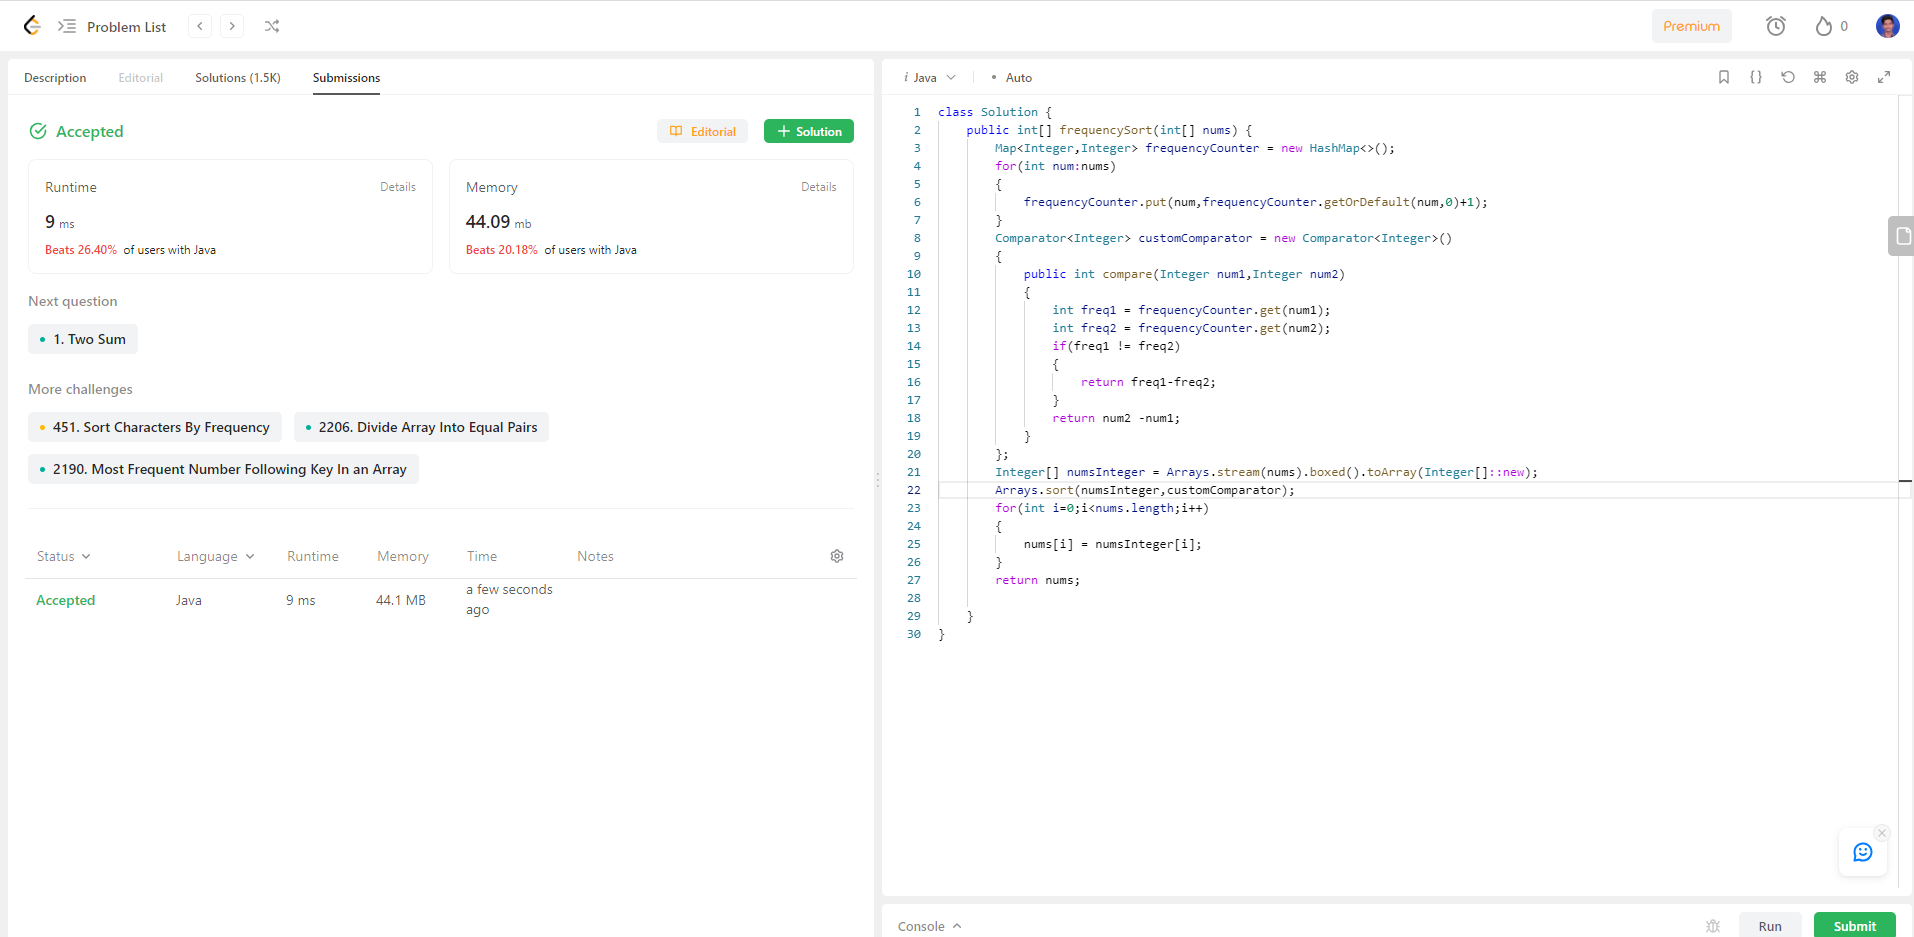 Problem List
Premium
0
Description Editorial Solutions (1.5K) Submissions
Accepted
Editorial
Solution
Runtime Details
9 ms
Beats 26.40% of users with Java
Memory Details
44.09 mb
Beats 20.18% of users with Java
Next question
1. Two Sum
More challenges
451. Sort Characters By Frequency
2206. Divide Array Into Equal Pairs
2190. Most Frequent Number Following Key In an Array
Status Language Runtime Memory Time Notes
Accepted Java 9 ms 44.1 MB a few seconds
ago
i Java • Auto
1 class Solution {
2     public int[] frequencySort(int[] nums) {
3         Map<Integer,Integer> frequencyCounter = new HashMap<>();
4         for(int num:nums)
5         {
6             frequencyCounter.put(num,frequencyCounter.getOrDefault(num,0)+1);
7         }
8         Comparator<Integer> customComparator = new Comparator<Integer>()
9         {
10             public int compare(Integer num1,Integer num2)
11             {
12                 int freq1 = frequencyCounter.get(num1);
13                 int freq2 = frequencyCounter.get(num2);
14                 if(freq1 != freq2)
15                 {
16                     return freq1-freq2;
17                 }
18                 return num2 -num1;
19             }
20         };
21         Integer[] numsInteger = Arrays.stream(nums).boxed().toArray(Integer[]::new);
22         Arrays.sort(numsInteger,customComparator);
23         for(int i=0;i<nums.length;i++)
24         {
25             nums[i] = numsInteger[i];
26         }
27         return nums;
28
29     }
30 }
Console
Run
Submit